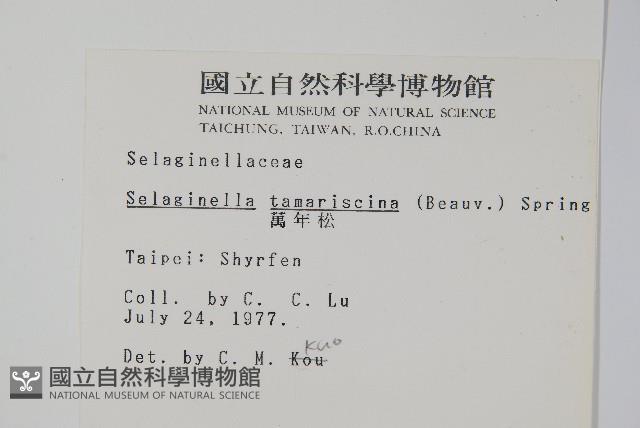 國立自然科學博物館
NATIONAL MUSEUM OF NATURAL SCIENCE
TAICHUNG, TAIWAN, R.O.CHINA
Selaginellaceae
Selaginella tamariscina (Beauv.) Spring
萬年松
Taipei: Shyrfen
Coll. by C. C. Lu
July 24, 1977.
Kuo
Det. by C. M. Kou
國立自然科學博物館
NATIONAL MUSEUM OF NATURAL SCIENCE